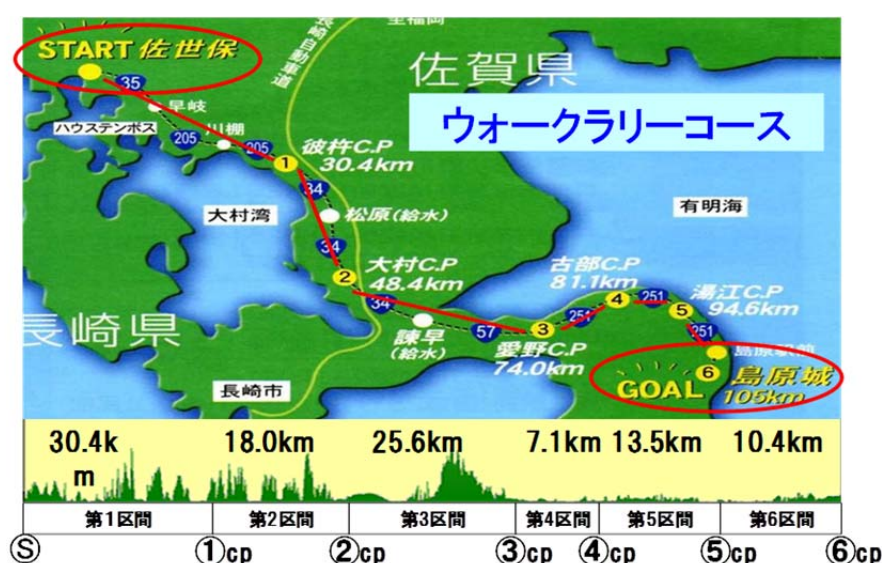 至福岡
長崎自動車道
START 佐世保
佐賀県
35
早岐
ウォークラリーコース
ハウステンボス
205
川棚
205
1
彼杵C.P
30.4km
34
大村湾
松原(給水)
有明海
34
2
大村C.P
48.4km
古部C.P
81.1km
34
諫早
(給水)
57
3
251
4
251
5
湯江C.P
94.6km
長崎県
愛野C.P
74.0km
251
島原駅前
長崎市
GOAL
6
島原城
105km
30.4k
m
18.0km
25.6km
7.1km
13.5km
10.4km
第1区間
第2区間
第3区間
第4区間
第5区間
第6区間
Ⓢ
①cp
②cp
③cp
④cp
⑤cp
⑥cp